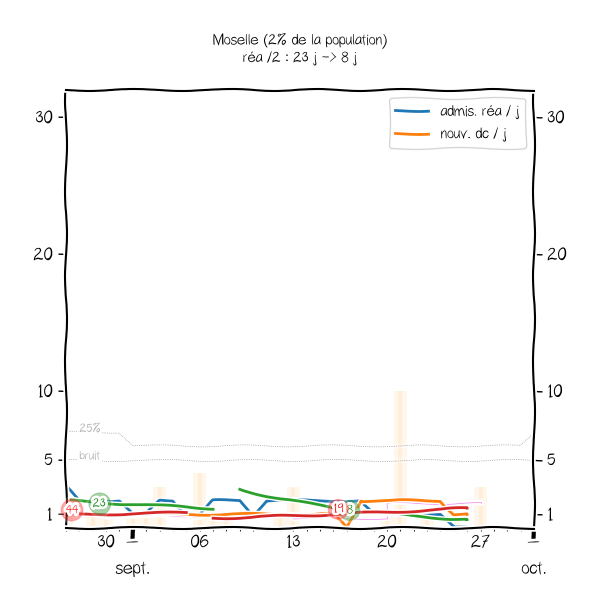 Moselle (2% de la population)
réa /2 : 23 j -> 8 j
admis. réa / j
nouv. dc / j
30 30
20 20
10 10
25%
bruit
5 5
23
44 19 8
1 1
30 06 13 20 27
sept. oct.